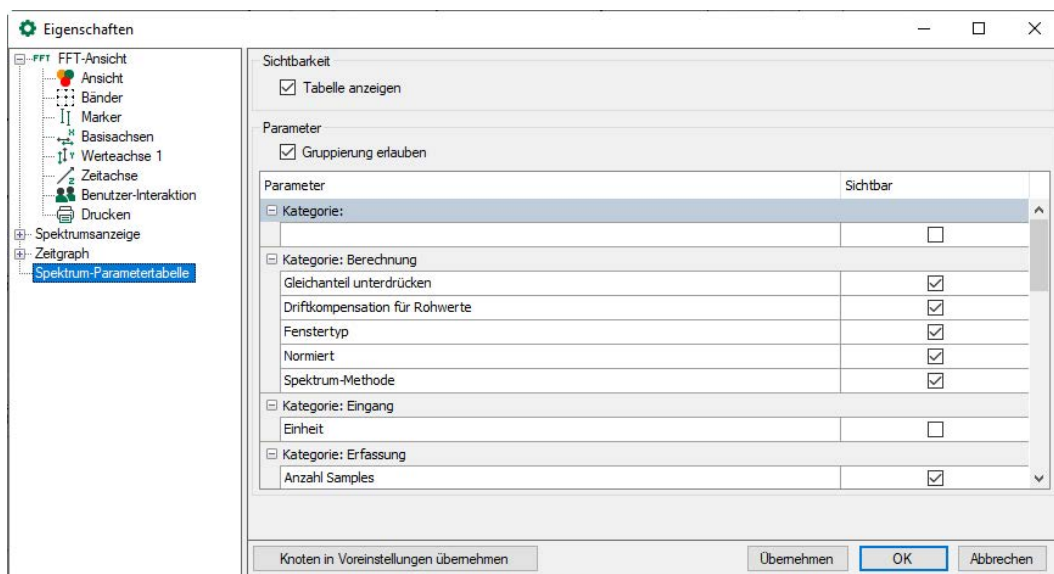 Eigenschaften
FFT FFT-Ansicht
Ansicht
Bänder
Marker
X Basisachsen
Y Werteachse 1
Z Zeitachse
Benutzer-Interaktion
Drucken
Spektrumsanzeige
Zeitgraph
Spektrum-Parametertabelle
Sichtbarkeit
Tabelle anzeigen
Parameter
Gruppierung erlauben
Parameter Sichtbar
Kategorie:
Kategorie: Berechnung
Gleichanteil unterdrücken
Driftkompensation für Rohwerte
Fenstertyp
Normiert
Spektrum-Methode
Kategorie: Eingang
Einheit
Kategorie: Erfassung
Anzahl Samples
Knoten in Voreinstellungen übernehmen Übernehmen OK Abbrechen